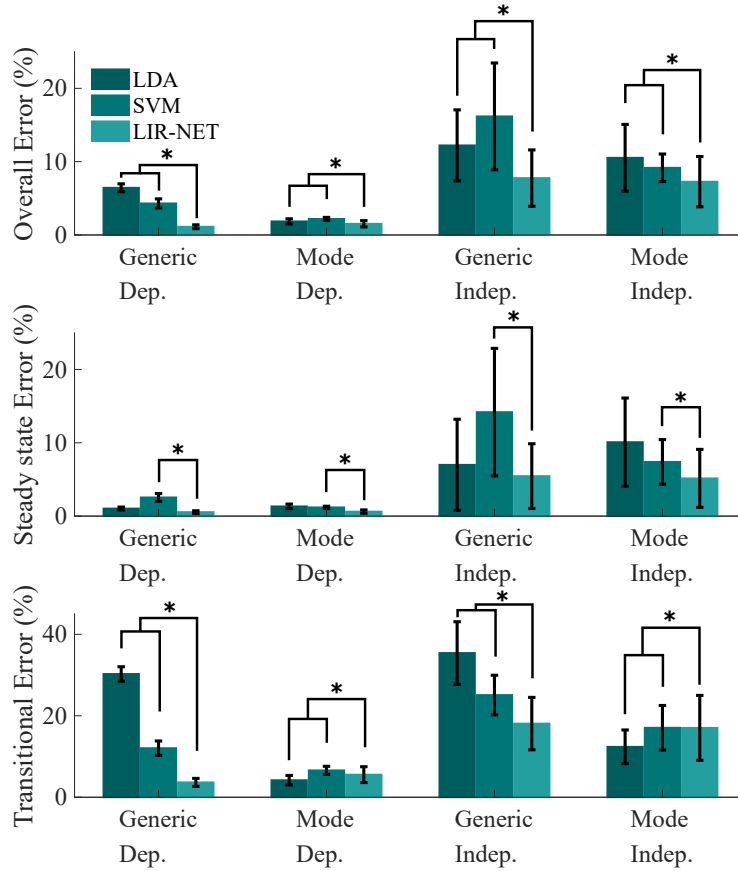 Overall Error (%)
20
10
0
LDA
SVM
LIR-NET
*
*
*
*
Generic Mode Generic Mode
Dep. Dep. Indep. Indep.
Steady state Error (%)
20
10
0
*
*
*
*
Generic Mode Generic Mode
Dep. Dep. Indep. Indep.
Transitional Error (%)
40
20
0
*
*
*
*
Generic Mode Generic Mode
Dep. Dep. Indep. Indep.